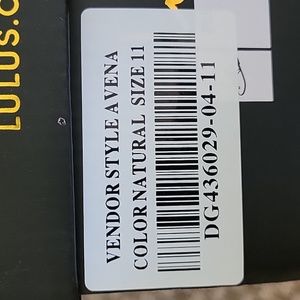 LULUS.C
VENDOR STYLE AVENA
COLOR NATURAL SIZE 11
DG436029-04-11